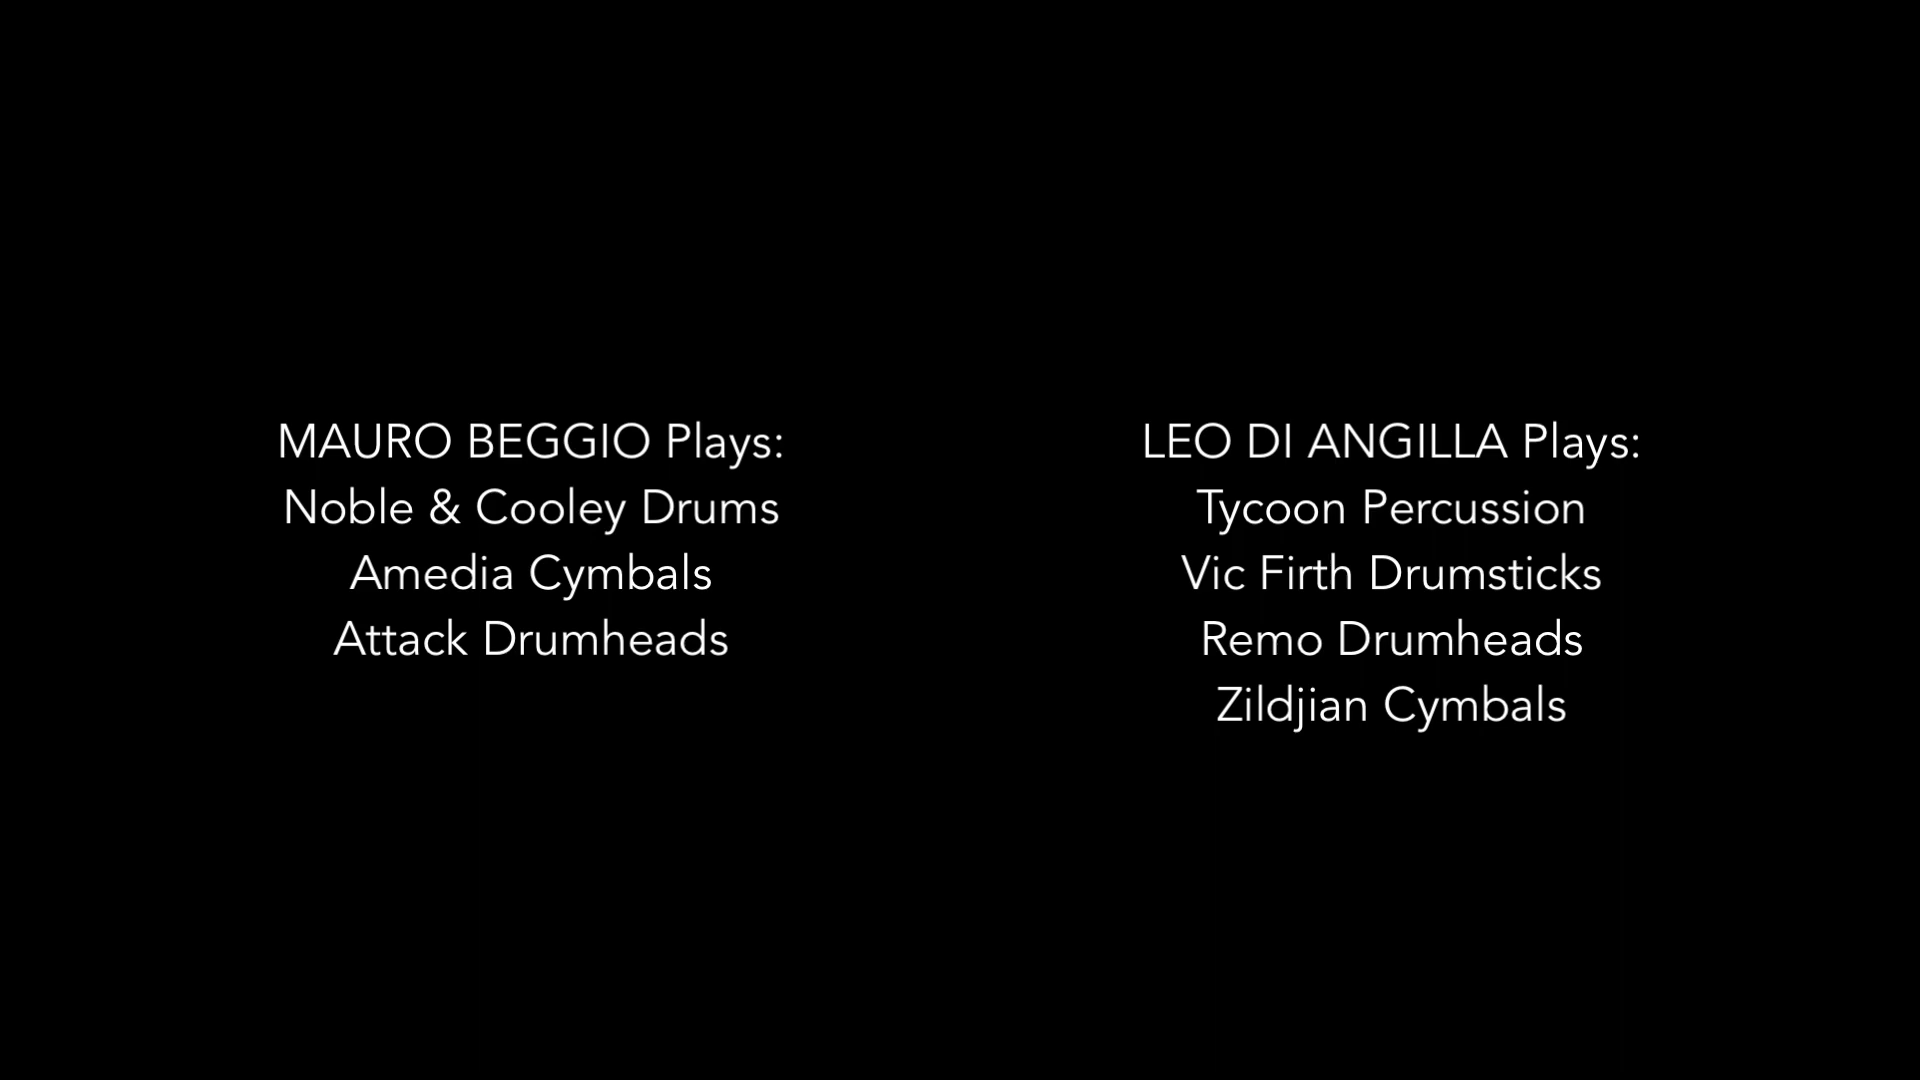 MAURO BEGGIO Plays:
Noble & Cooley Drums
Amedia Cymbals
Attack Drumheads
LEO DI ANGILLA Plays:
Tycoon Percussion
Vic Firth Drumsticks
Remo Drumheads
Zildjian Cymbals